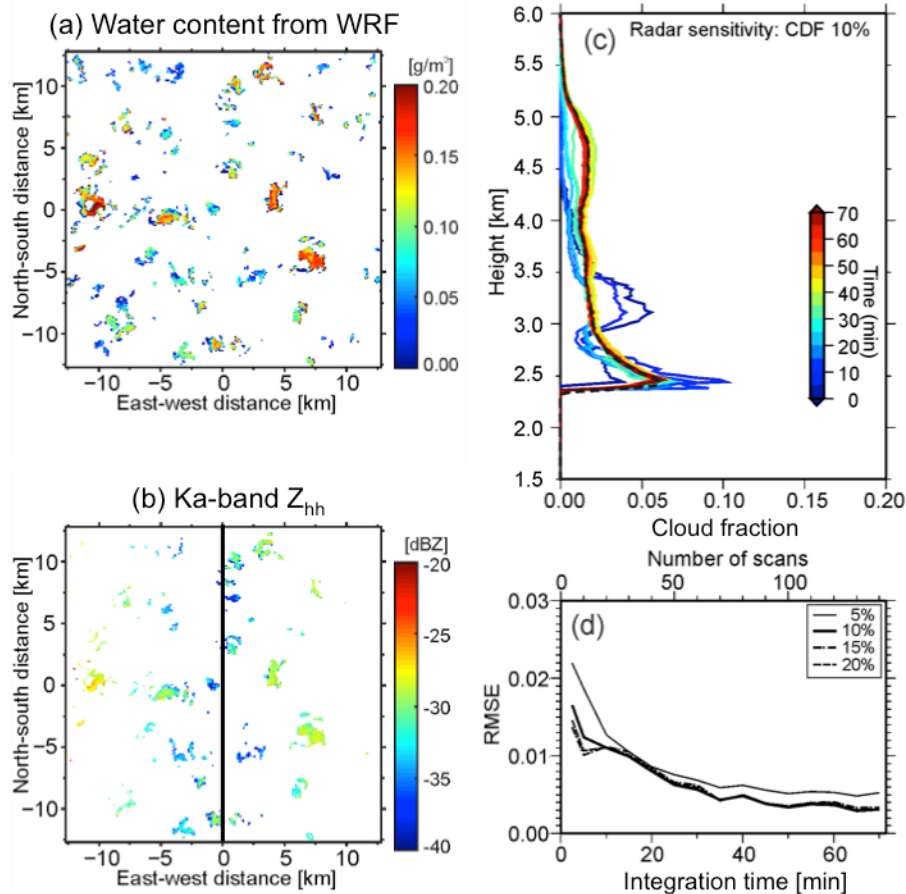 (a) Water content from WRF
[g/m³]
10
5
0
−5
−10
North-south distance [km]
0.20
0.15
0.10
0.05
0.00
−10 −5 0 5 10
East-west distance [km]
(b) Ka-band Zhh
[dBZ]
10
5
0
−5
−10
North-south distance [km]
-20
-25
-30
-35
-40
−10 −5 0 5 10
East-west distance [km]
(c) Radar sensitivity: CDF 10%
6.0
5.0
4.5
4.0
3.5
3.0
2.5
2.0
1.5
Height [km]
70
60
50
40
30
20
10
0
Time (min)
0.00 0.05 0.10 0.15 0.20
Cloud fraction
Number of scans
0 50 100
(d)
5%
10%
15%
20%
0.03
0.02
0.01
0.00
RMSE
0 20 40 60
Integration time [min]